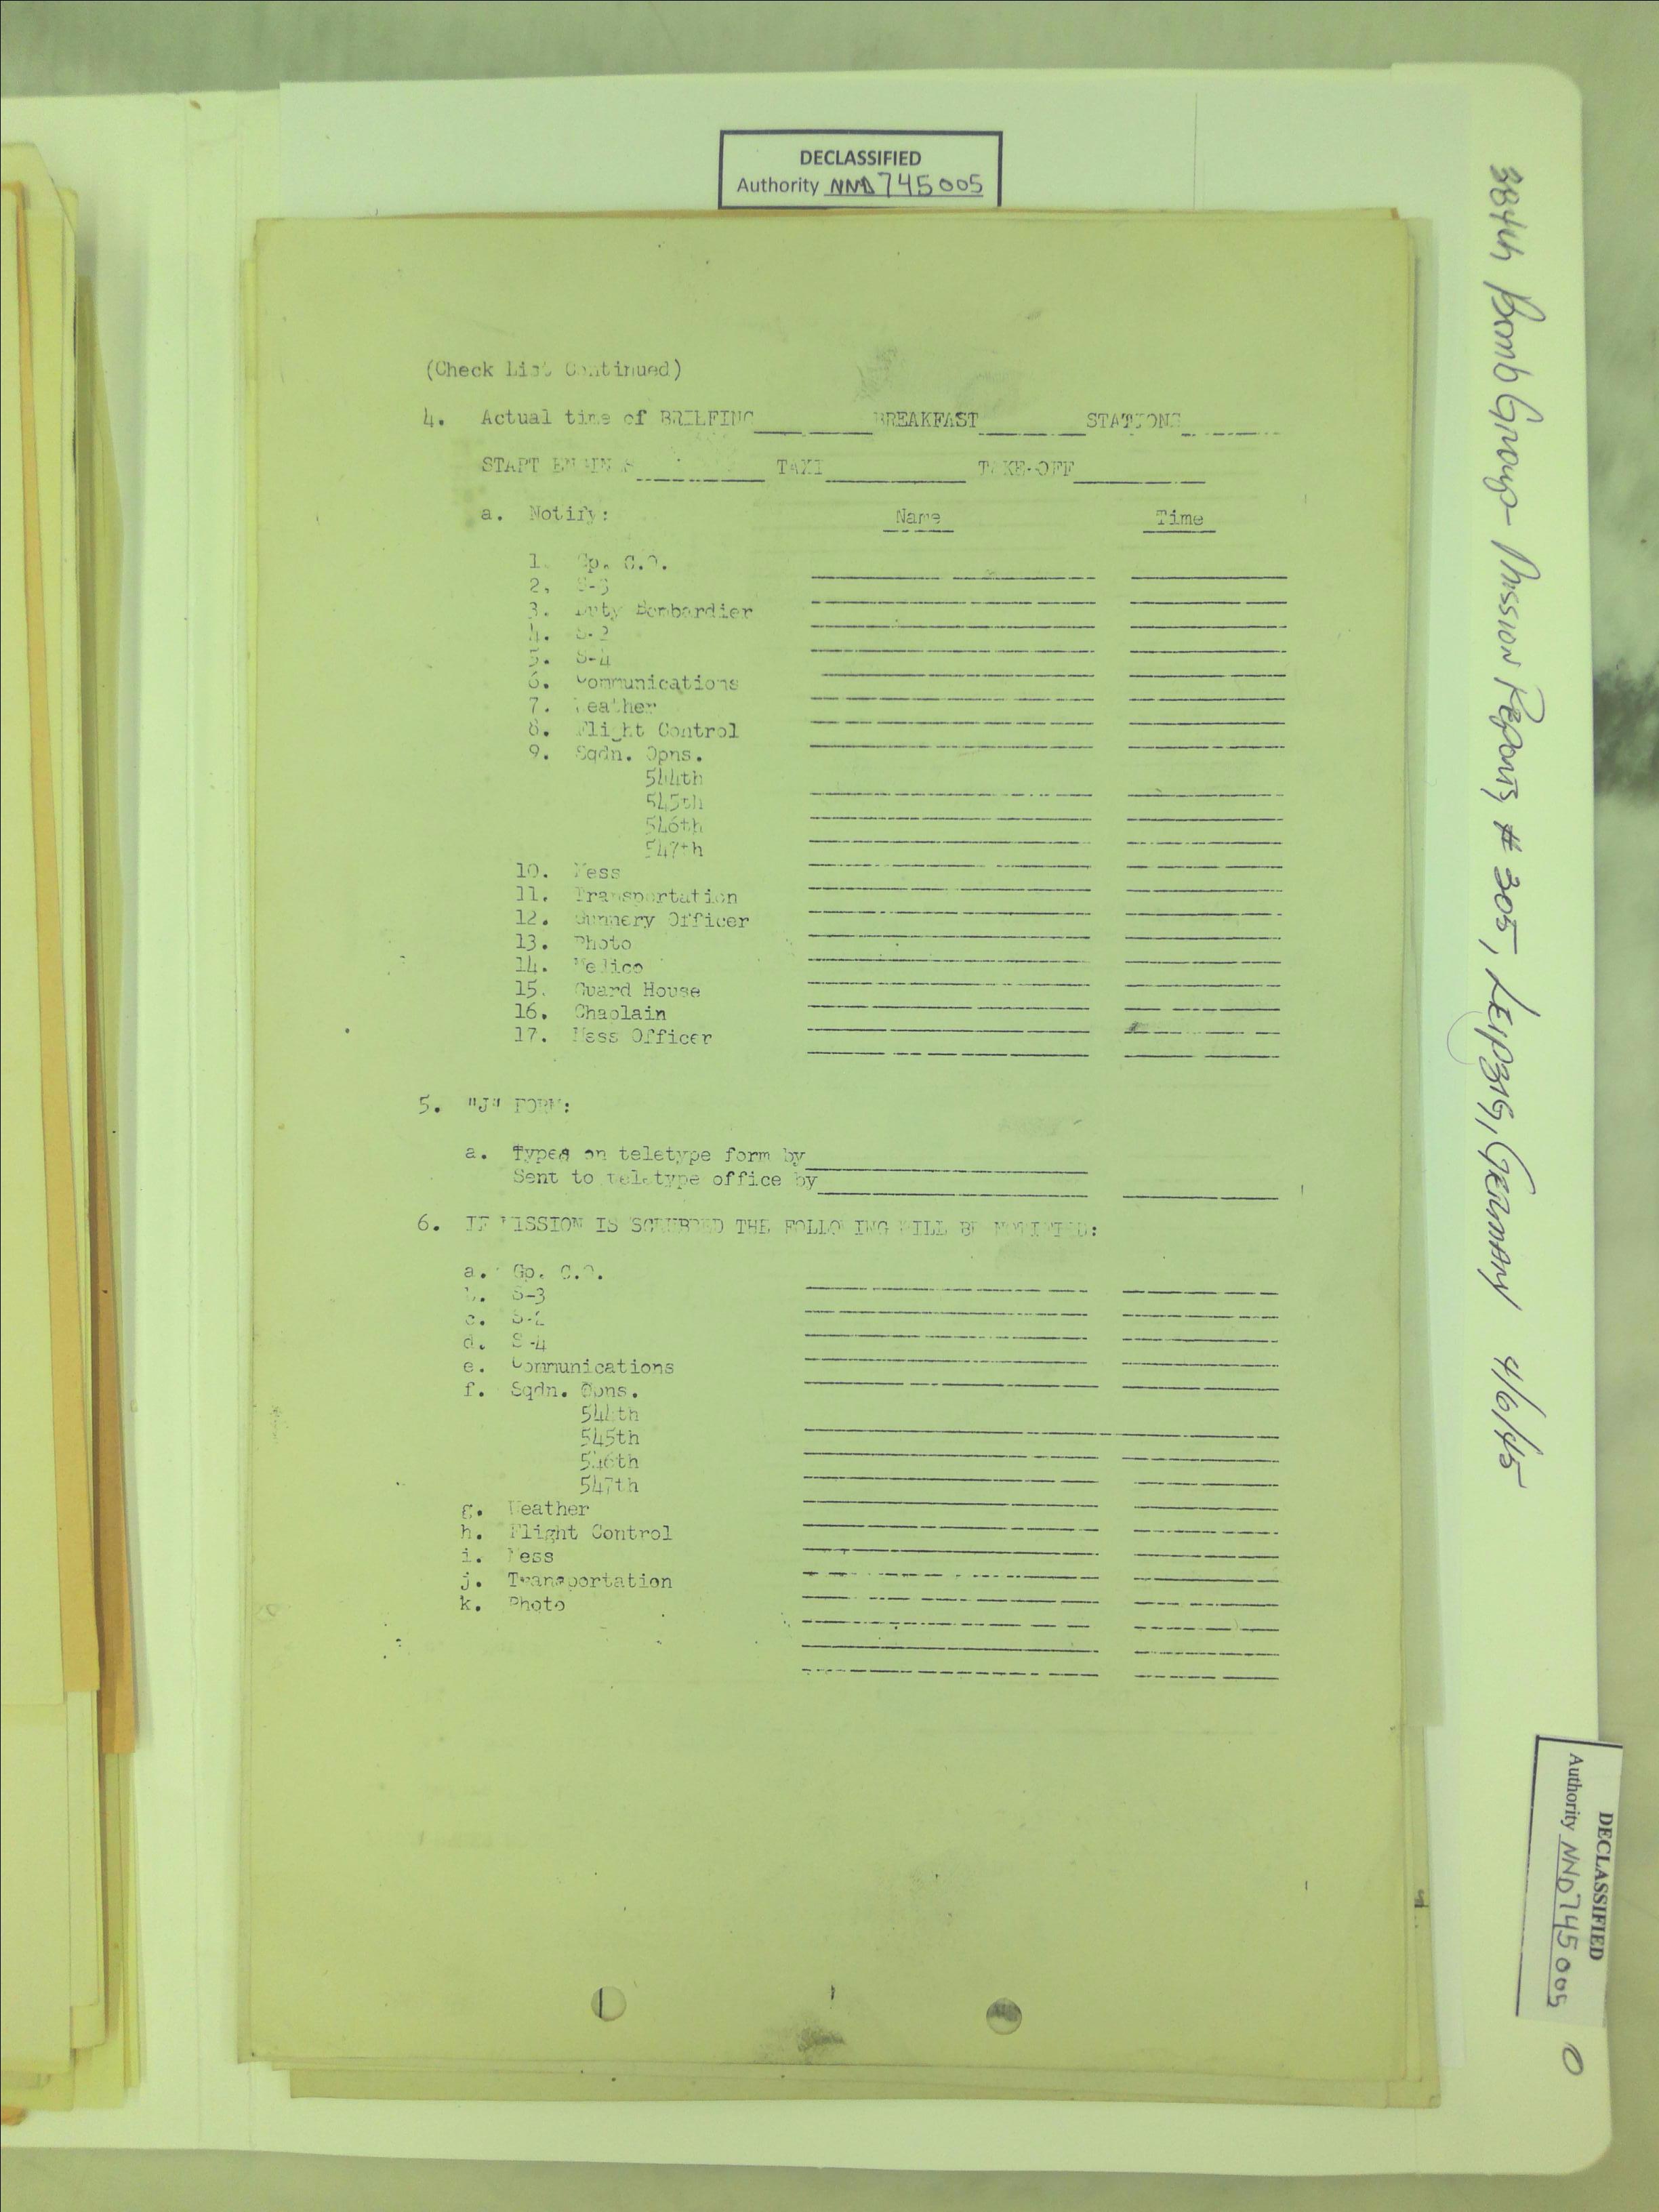 DECLASSIFIED
Authority NND 745005
(Check List Continued)
4. Actual time of BRIEFING BREAKFAST STATIONS
START ENGINES TAXI TAKE-OFF
a. Notify: Name Time
1. Gp. C.O.
2. S-3
3. Duty Bombardier
4. S-2
5. S-4
6. Communications
7. Weather
8. Flight Control
9. Sqdn. Opns.
544th
545th
546th
547th
10. Mess
11. Transportation
12. Gunnery Officer
13. Photo
14. Medico
15. Guard House
16. Chaplain
17. Mess Officer
5. "J" FORM:
a. Typed on teletype form by
Sent to teletype office by
6. IF MISSION IS SCRUBBED THE FOLLOWING WILL BE NOTIFIED:
a. Gp. C.O.
b. S-3
c. S-2
d. S-4
e. Communications
f. Sqdn. Opns.
544th
545th
546th
547th
g. Weather
h. Flight Control
i. Mess
j. Transportation
k. Photo
384th Bomb Group - Mission Reports # 305, Leipzig, Germany 4/6/45
DECLASSIFIED
Authority NND 745005